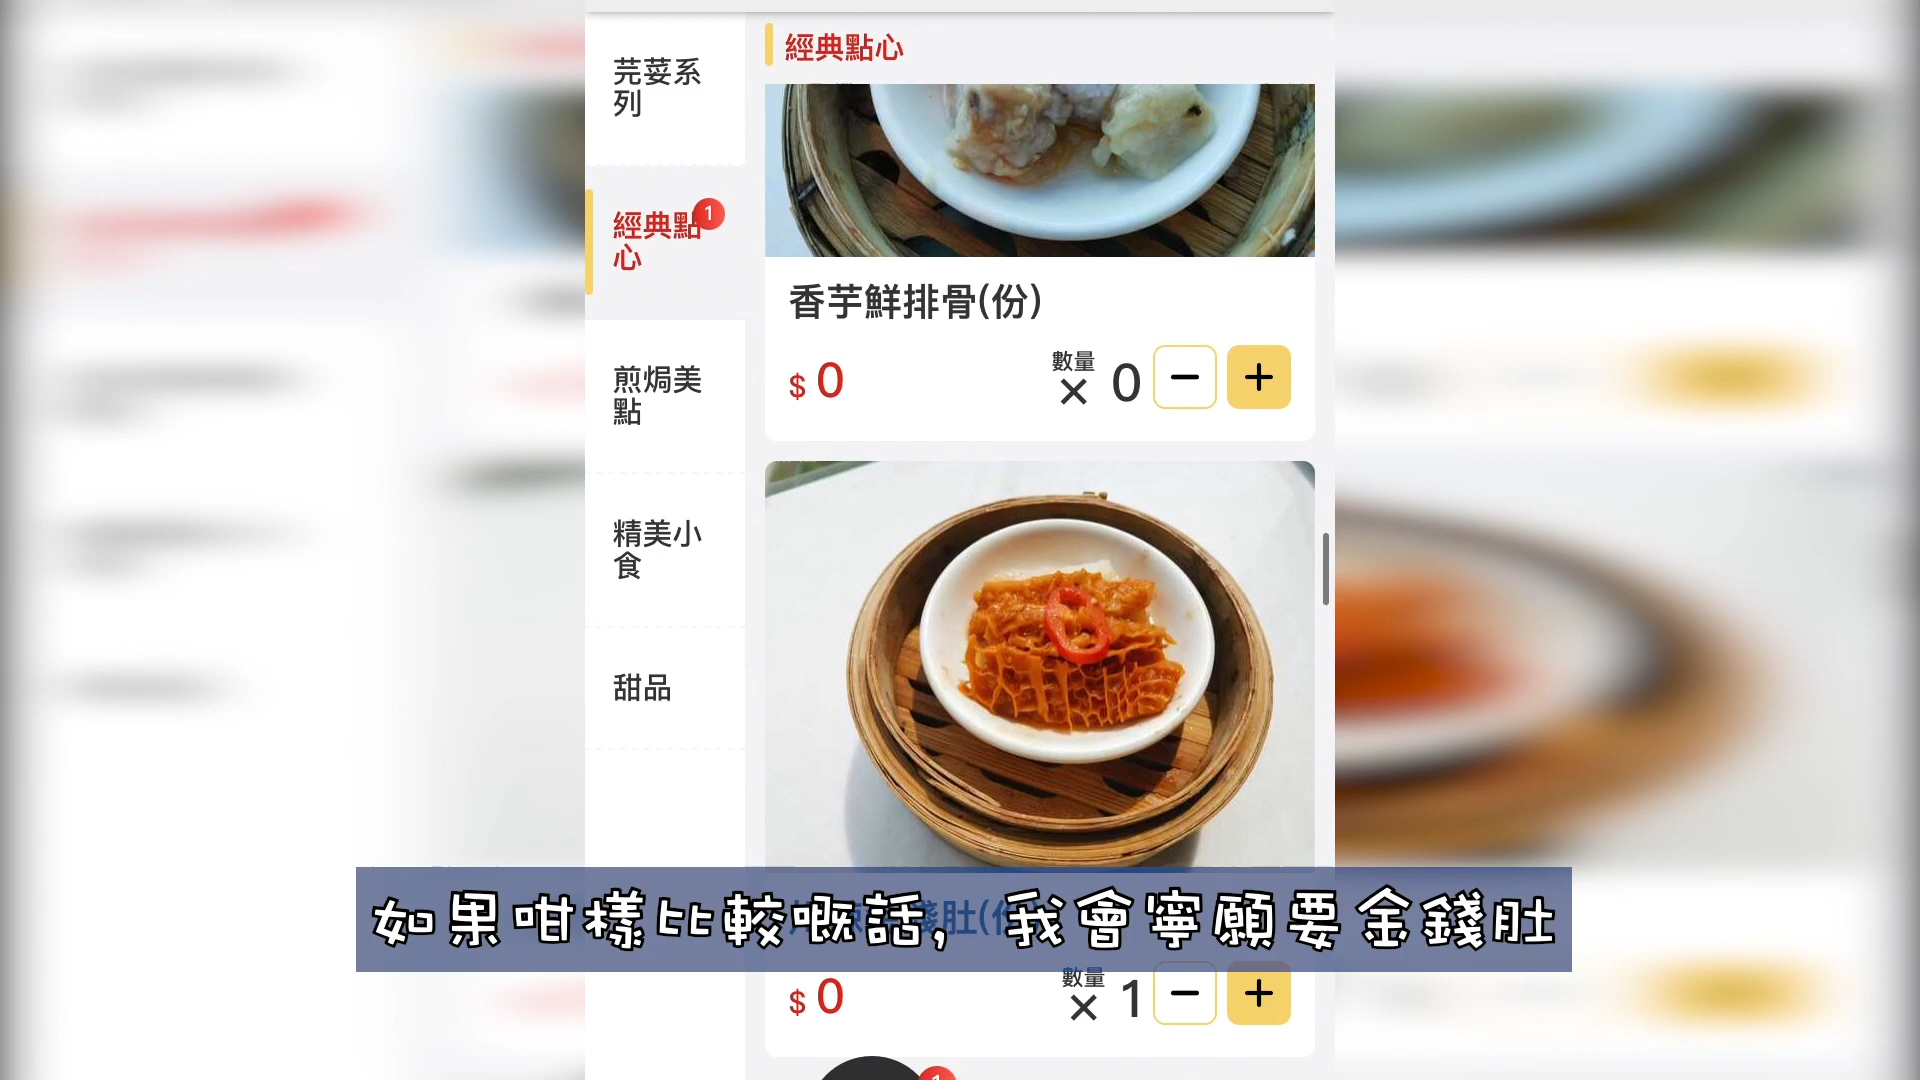 芫荽系
列
經典點
心
1
煎焗美
點
精美小
食
甜品
經典點心
香芋鮮排骨(份)
$ 0
數量
× 0
− +
如果咁樣比較嘅話, 我會寧願要金錢肚
$ 0
數量
× 1
− +
1